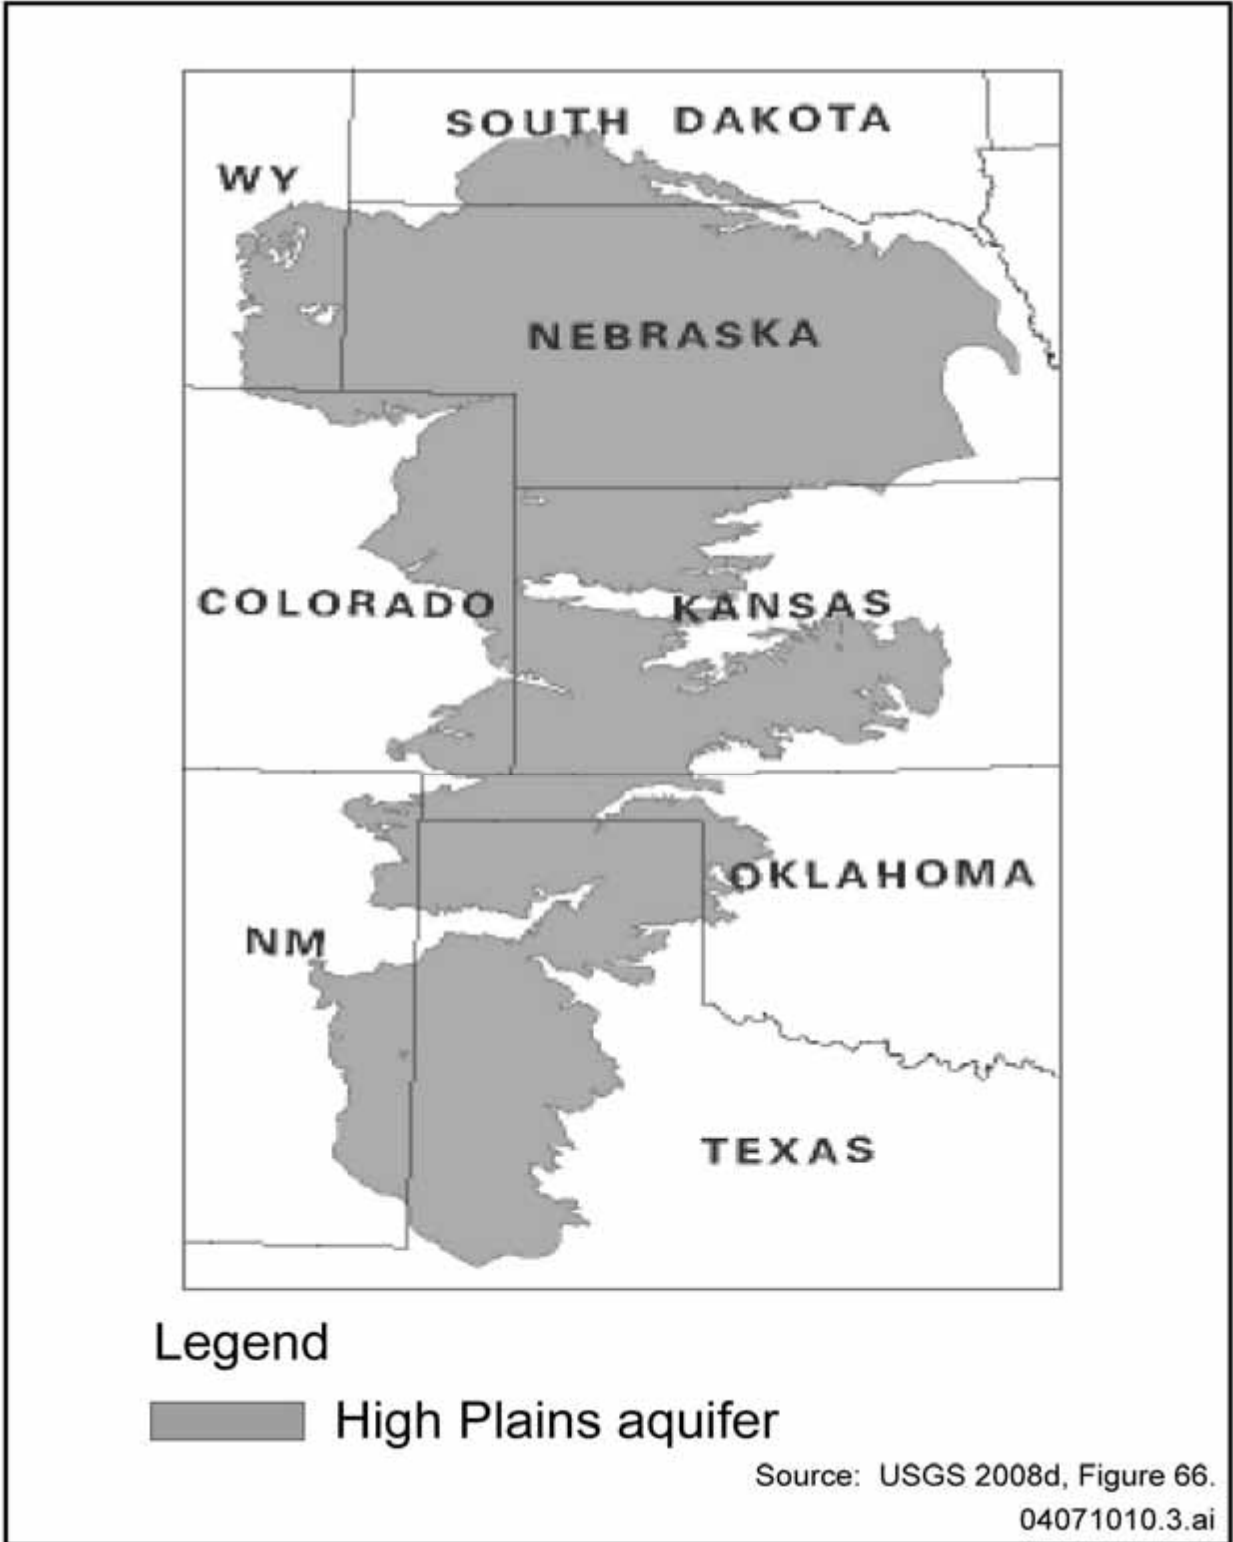 SOUTH DAKOTA
WY
NEBRASKA
COLORADO
KANSAS
OKLAHOMA
NM
TEXAS
Legend
High Plains aquifer
Source: USGS 2008d, Figure 66.
04071010.3.ai